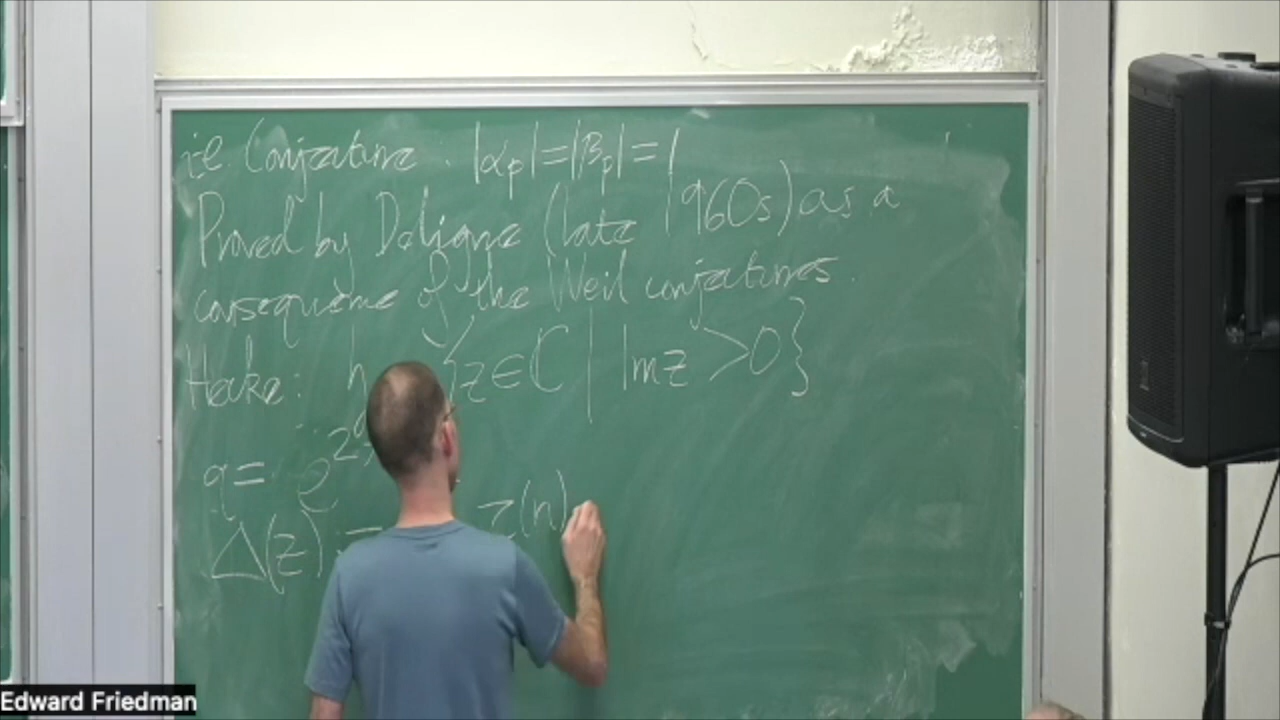 i.e. Conjecture: |αₚ|=|βₚ|=1
Proved by Deligne (late 1960s) as a
consequence of the Weil conjectures.
Hecke: h {z∈ℂ | Im z >0}
q = e²
Δ(z) = τ(n)
Edward Friedman